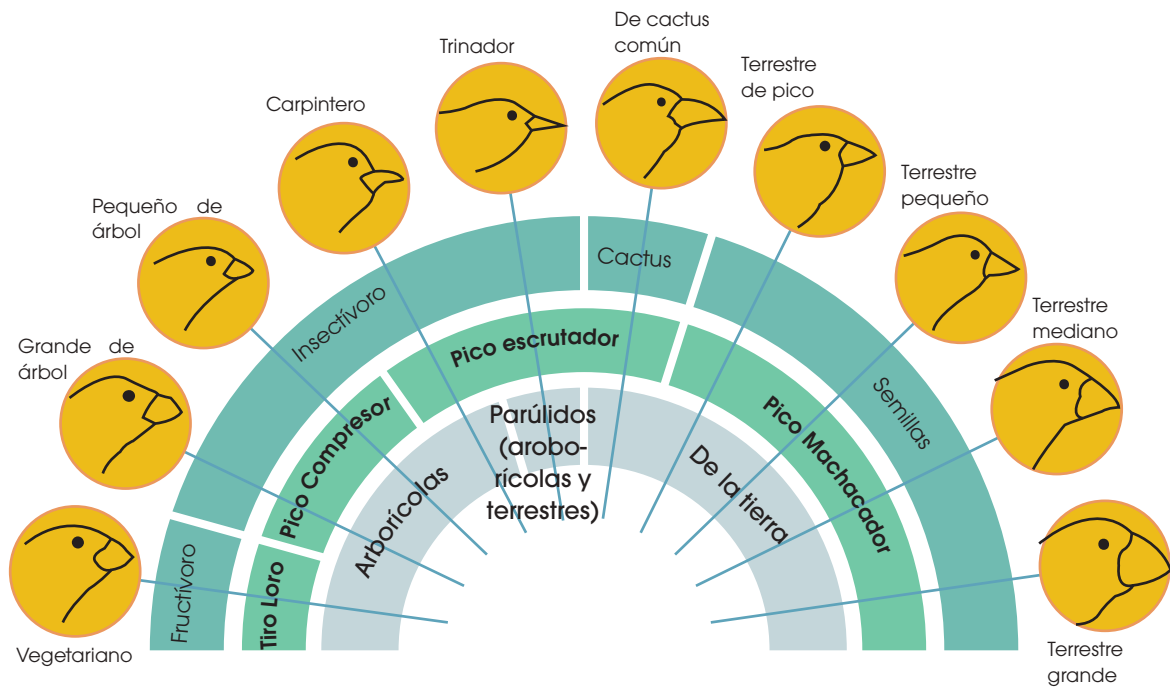 Trinador
De cactus
común
Terrestre
de pico
Carpintero
Terrestre
pequeño
Pequeño de
árbol
Terrestre
mediano
Grande de
árbol
Vegetariano
Terrestre
grande
Fructívoro
Insectívoro
Cactus
Semillas
Tiro Loro
Pico Compresor
Pico escrutador
Pico Machacador
Arborícolas
Parúlidos
(arobo-
rícolas y
terrestres)
De la tierra